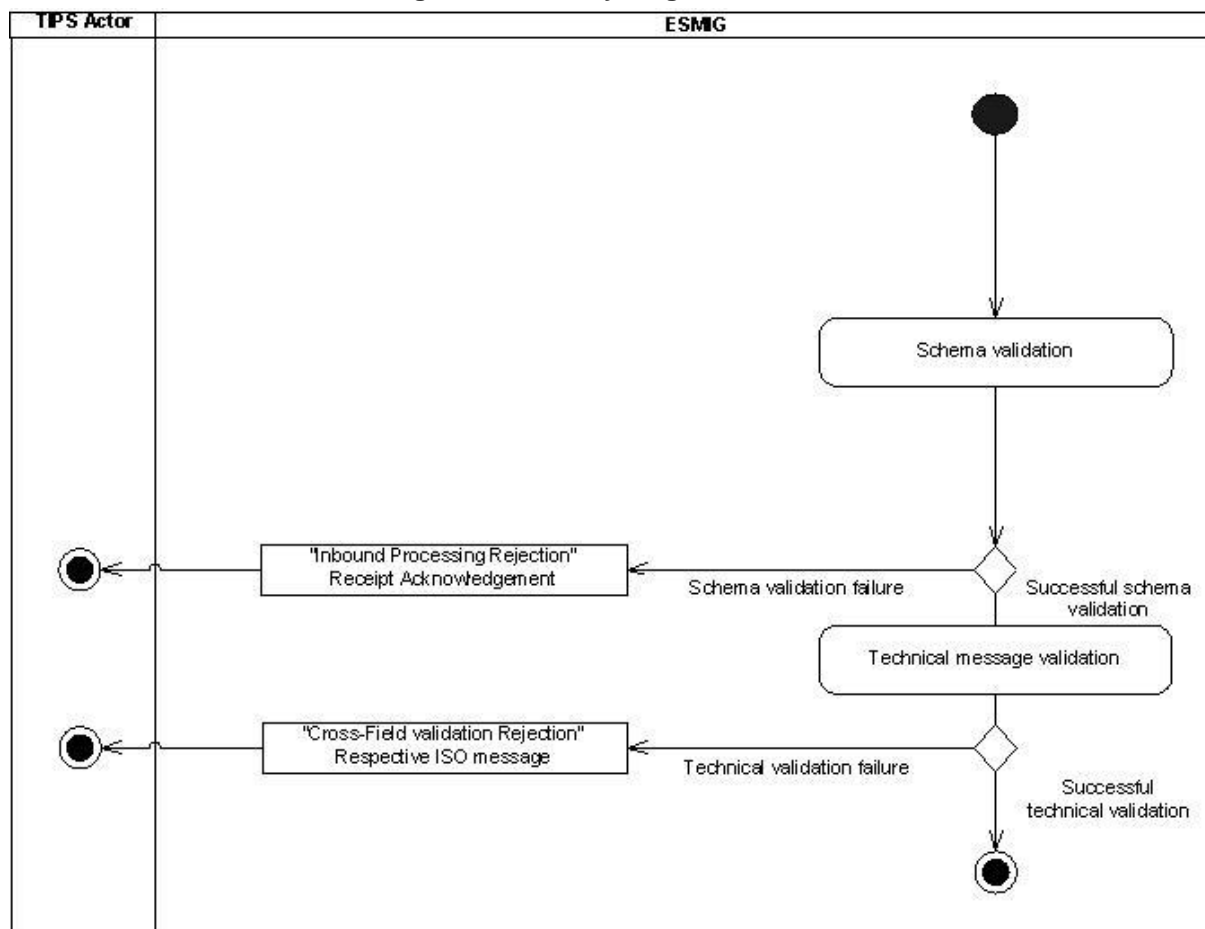 TIPS Actor
ESMIG
Schema validation
"Inbound Processing Rejection"
Receipt Acknowledgement
Schema validation failure
Successful schema
validation
Technical message validation
"Cross-Field validation Rejection"
Respective ISO message
Technical validation failure
Successful
technical validation